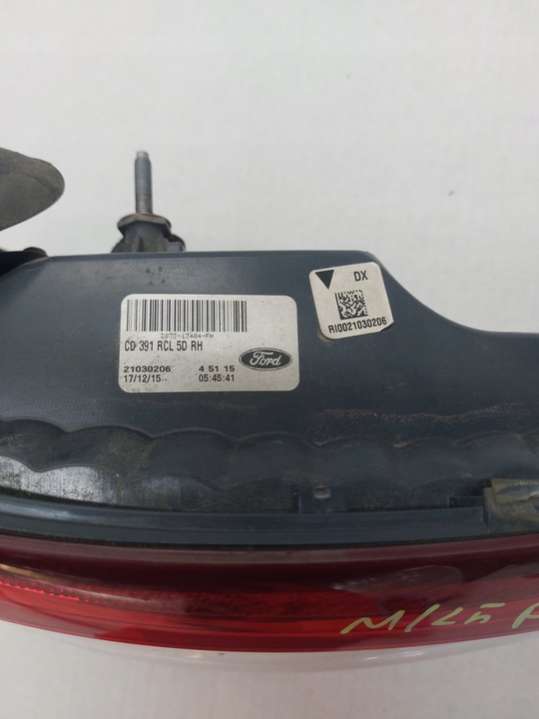 CD 391 RCL 5D RH
21030206 4 51 15
17/12/15.. 05:45:41
Ford
DX
RI0021030206